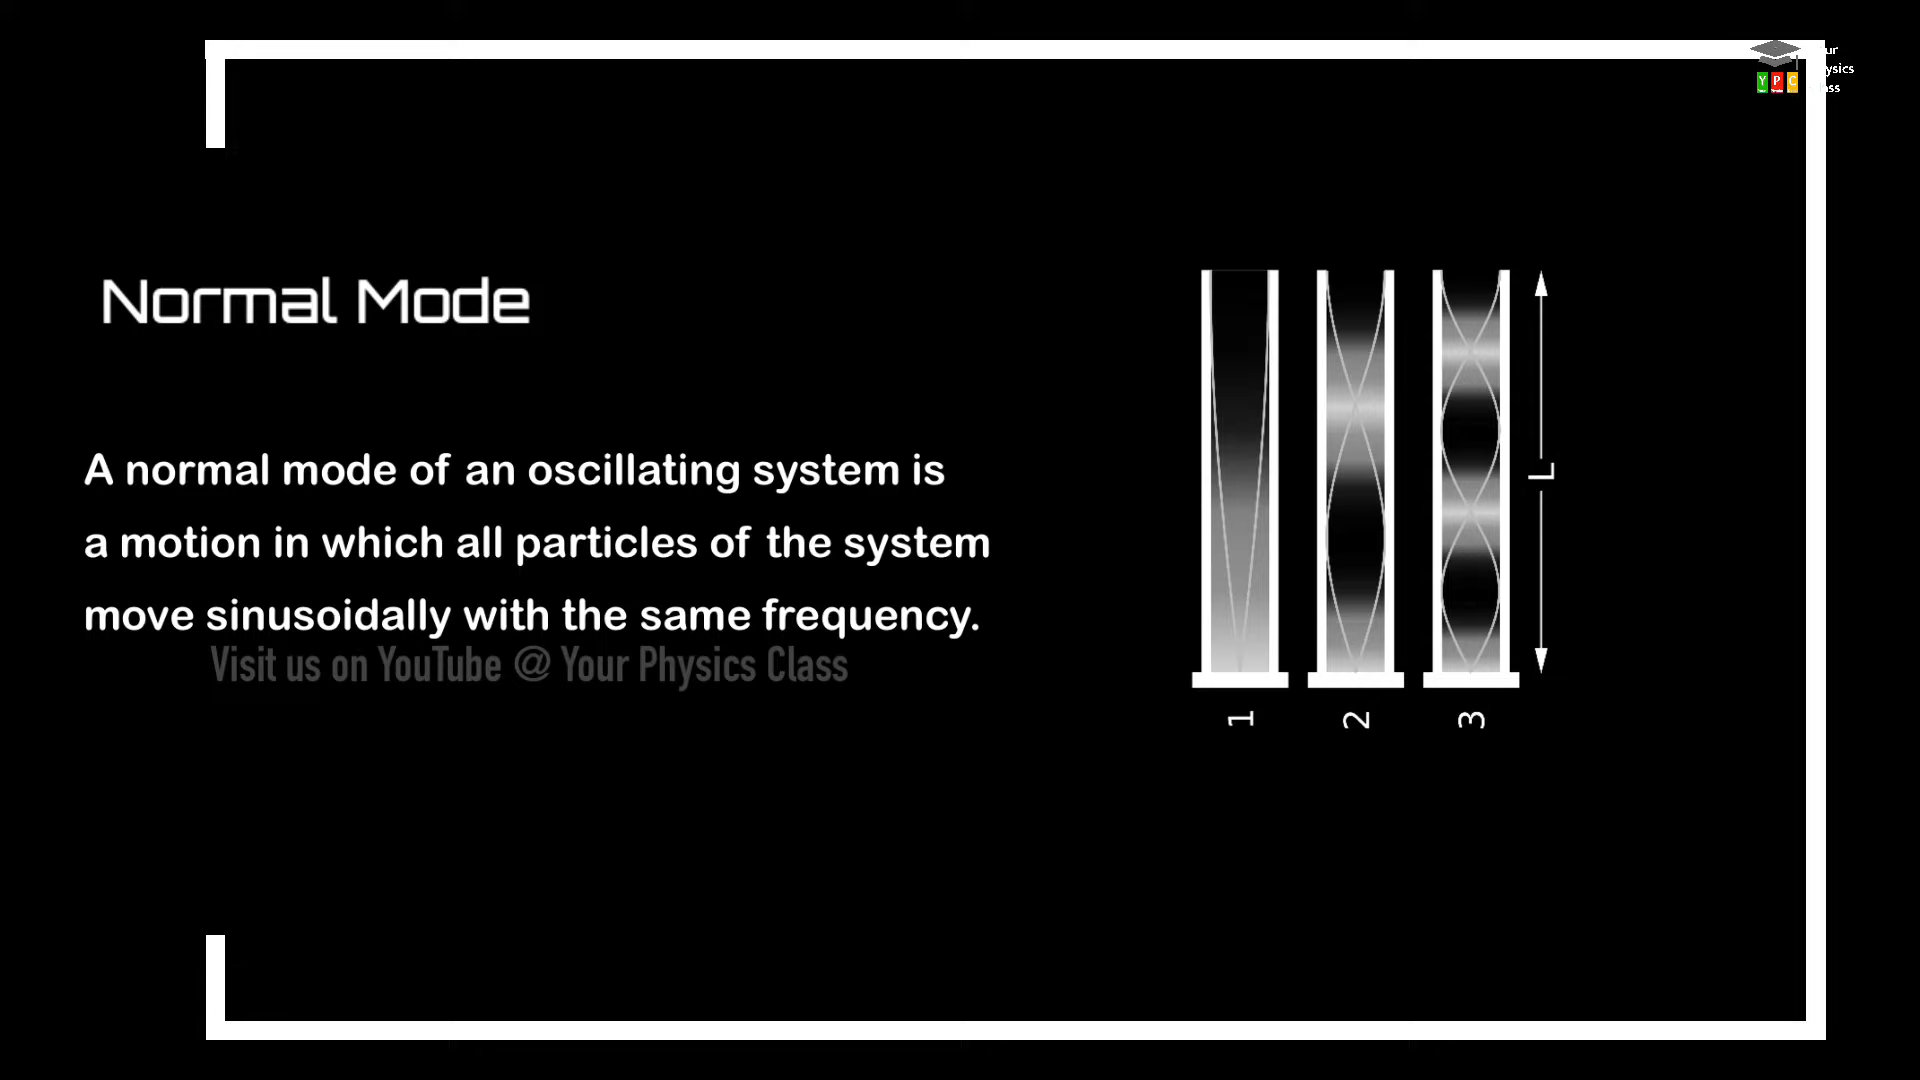 Normal Mode
A normal mode of an oscillating system is
a motion in which all particles of the system
move sinusoidally with the same frequency.
Visit us on YouTube @ Your Physics Class
L
1
2
3
Y P C